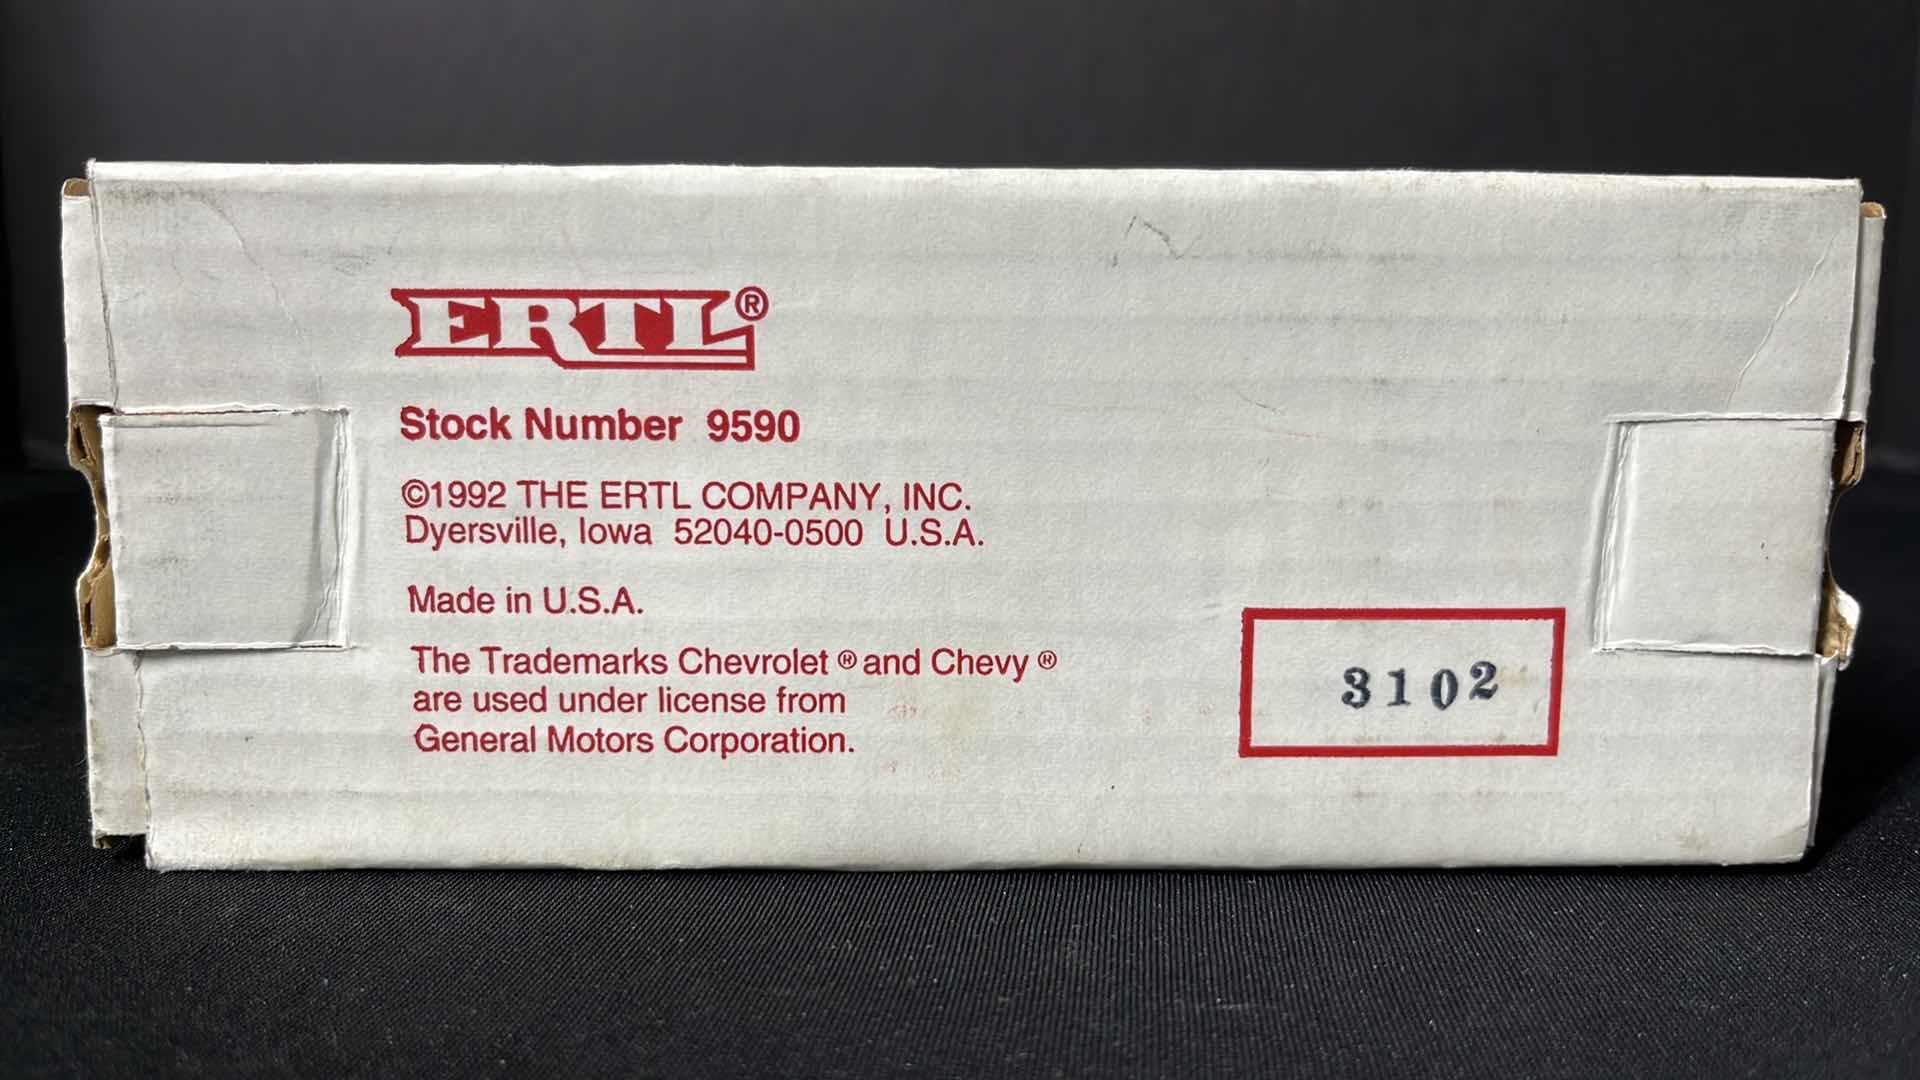 ERTL®
Stock Number 9590
©1992 THE ERTL COMPANY, INC.
Dyersville, Iowa 52040-0500 U.S.A.
Made in U.S.A.
The Trademarks Chevrolet ® and Chevy ®
are used under license from
General Motors Corporation.
3102